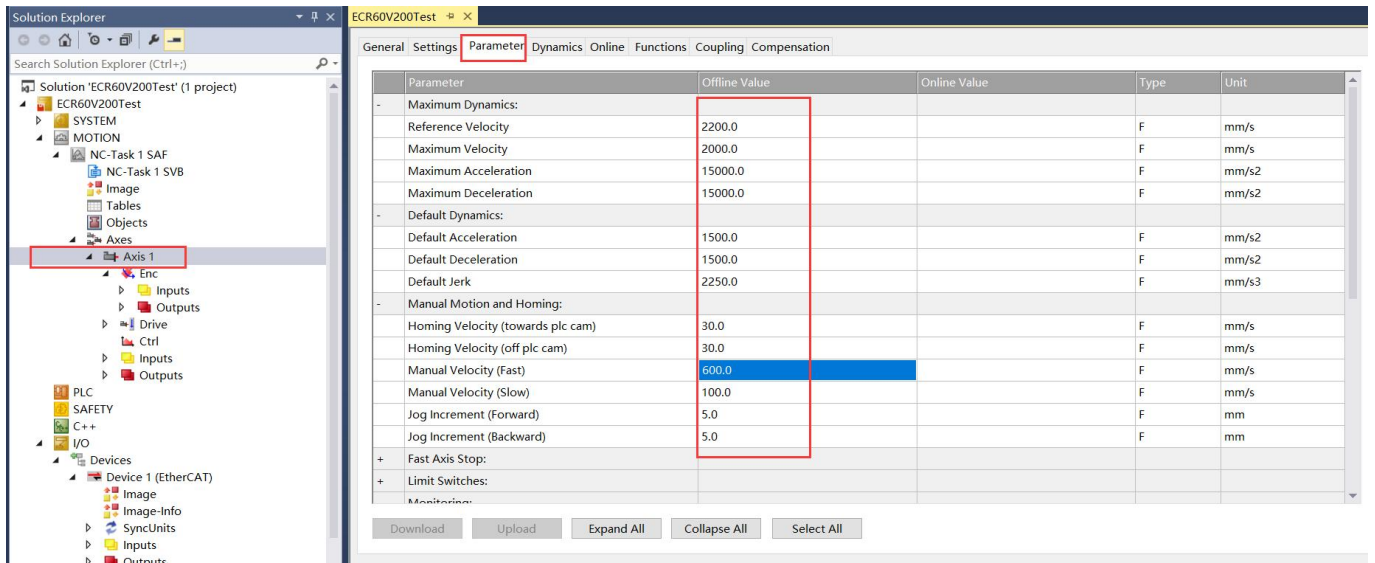 Solution Explorer
Search Solution Explorer (Ctrl+;)
Solution 'ECR60V200Test' (1 project)
ECR60V200Test
SYSTEM
MOTION
NC-Task 1 SAF
NC-Task 1 SVB
Image
Tables
Objects
Axes
Axis 1
Enc
Inputs
Outputs
Drive
Ctrl
Inputs
Outputs
PLC
SAFETY
C++
I/O
Devices
Device 1 (EtherCAT)
Image
Image-Info
SyncUnits
Inputs
Outputs
ECR60V200Test
General Settings Parameter Dynamics Online Functions Coupling Compensation
Parameter Offline Value Online Value Type Unit
- Maximum Dynamics:
Reference Velocity 2200.0 F mm/s
Maximum Velocity 2000.0 F mm/s
Maximum Acceleration 15000.0 F mm/s2
Maximum Deceleration 15000.0 F mm/s2
- Default Dynamics:
Default Acceleration 1500.0 F mm/s2
Default Deceleration 1500.0 F mm/s2
Default Jerk 2250.0 F mm/s3
- Manual Motion and Homing:
Homing Velocity (towards plc cam) 30.0 F mm/s
Homing Velocity (off plc cam) 30.0 F mm/s
Manual Velocity (Fast) 600.0 F mm/s
Manual Velocity (Slow) 100.0 F mm/s
Jog Increment (Forward) 5.0 F mm
Jog Increment (Backward) 5.0 F mm
+ Fast Axis Stop:
+ Limit Switches:
Monitoring:
Download Upload Expand All Collapse All Select All